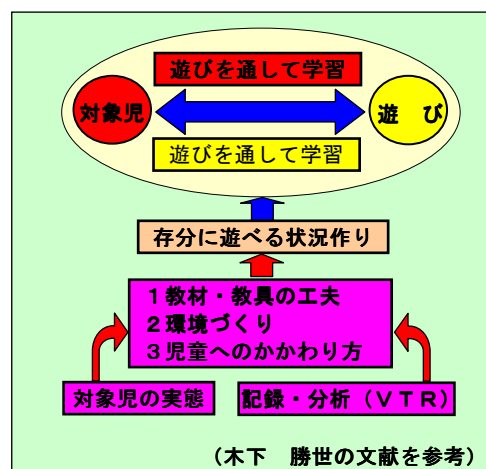 遊びを通して学習
対象児
遊　び
遊びを通して学習
存分に遊べる状況作り
１教材・教具の工夫
２環境づくり
３児童へのかかわり方
対象児の実態
記録・分析（ＶＴＲ）
（木下　勝世の文献を参考）